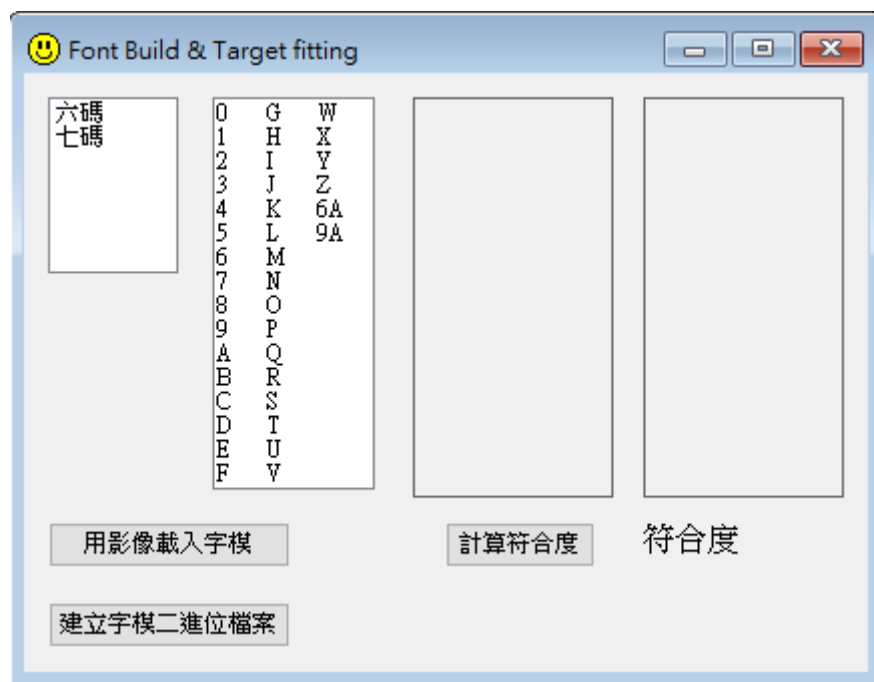 Font Build & Target fitting
六碼
七碼
0 G W
1 H X
2 I Y
3 J Z
4 K 6A
5 L 9A
6 M
7 N
8 O
9 P
A Q
B R
C S
D T
E U
F V
用影像載入字模
計算符合度
符合度
建立字模二進位檔案